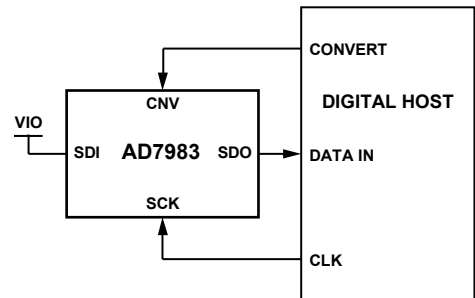 CONVERT
CNV
DIGITAL HOST
VIO
SDI AD7983 SDO
DATA IN
SCK
CLK